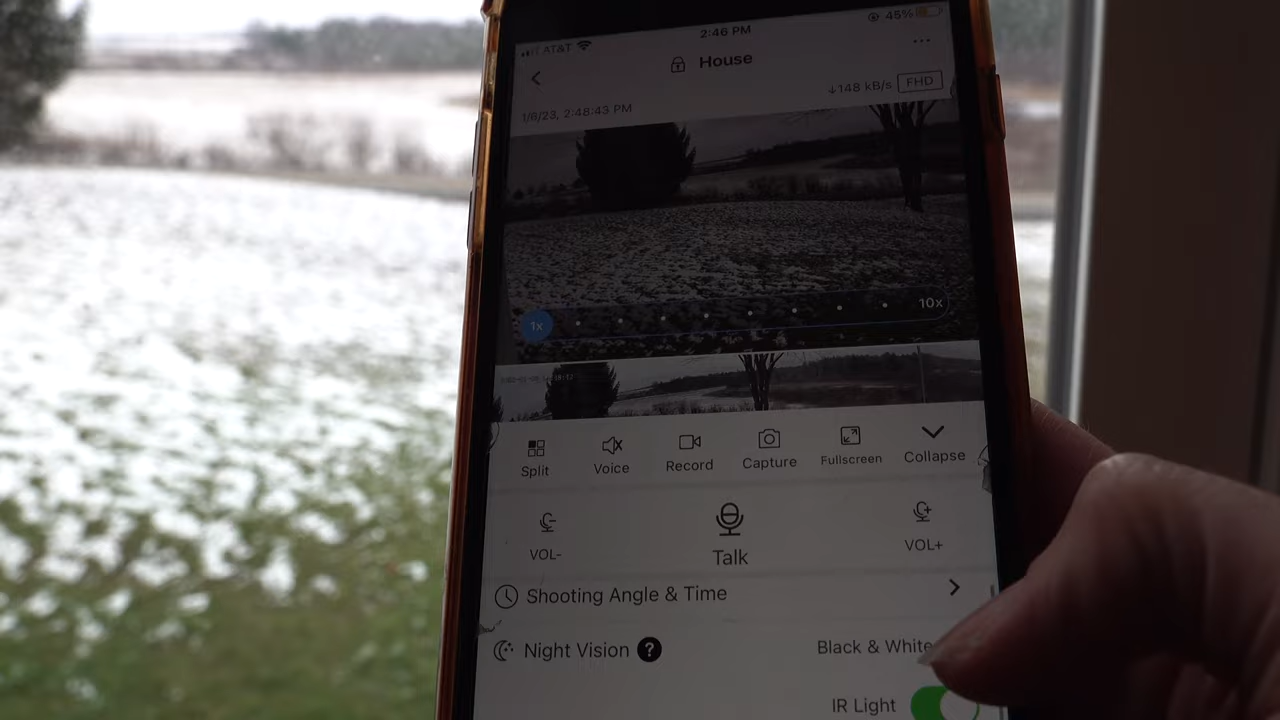 AT&T
2:46 PM
45%
House
↓148 kB/s
FHD
1/6/23, 2:48:43 PM
1x
10x
Split
Voice
Record
Capture
Fullscreen
Collapse
VOL-
Talk
VOL+
Shooting Angle & Time
Night Vision ?
Black & White
IR Light